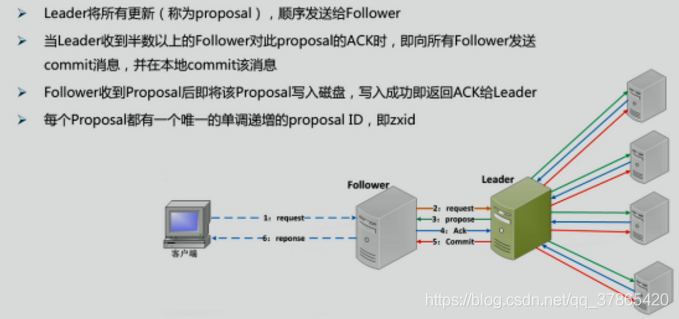 ➢ Leader将所有更新（称为proposal），顺序发送给Follower
➢ 当Leader收到半数以上的Follower对此proposal的ACK时，即向所有Follower发送
commit消息，并在本地commit该消息
➢ Follower收到Proposal后即将该Proposal写入磁盘，写入成功即返回ACK给Leader
➢ 每个Proposal都有一个唯一的单调递增的proposal ID，即zxid
Follower
Leader
1：request
6：reponse
2：request
3：propose
4：Ack
5：Commit
客户端
https://blog.csdn.net/qq_37865420